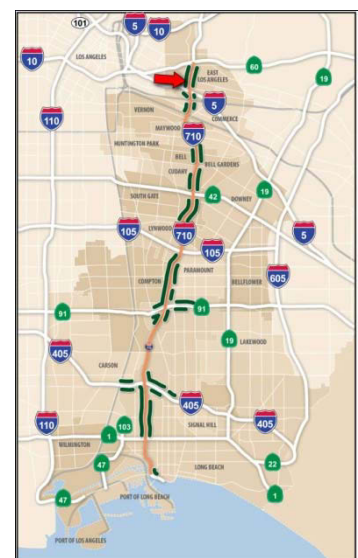 101
5
10
10
LOS ANGELES
60
EAST
LOS ANGELES
19
VERNON
5
COMMERCE
110
MAYWOOD
710
HUNTINGTON PARK
BELL
BELL GARDENS
CUDAHY
SOUTH GATE
42
DOWNEY
19
105
LYNWOOD
710
5
105
PARAMOUNT
605
COMPTON
BELLFLOWER
91
91
19
LAKEWOOD
405
CARSON
405
405
SIGNAL HILL
110
103
1
WILMINGTON
22
47
LONG BEACH
1
47
PORT OF LONG BEACH
PORT OF LOS ANGELES